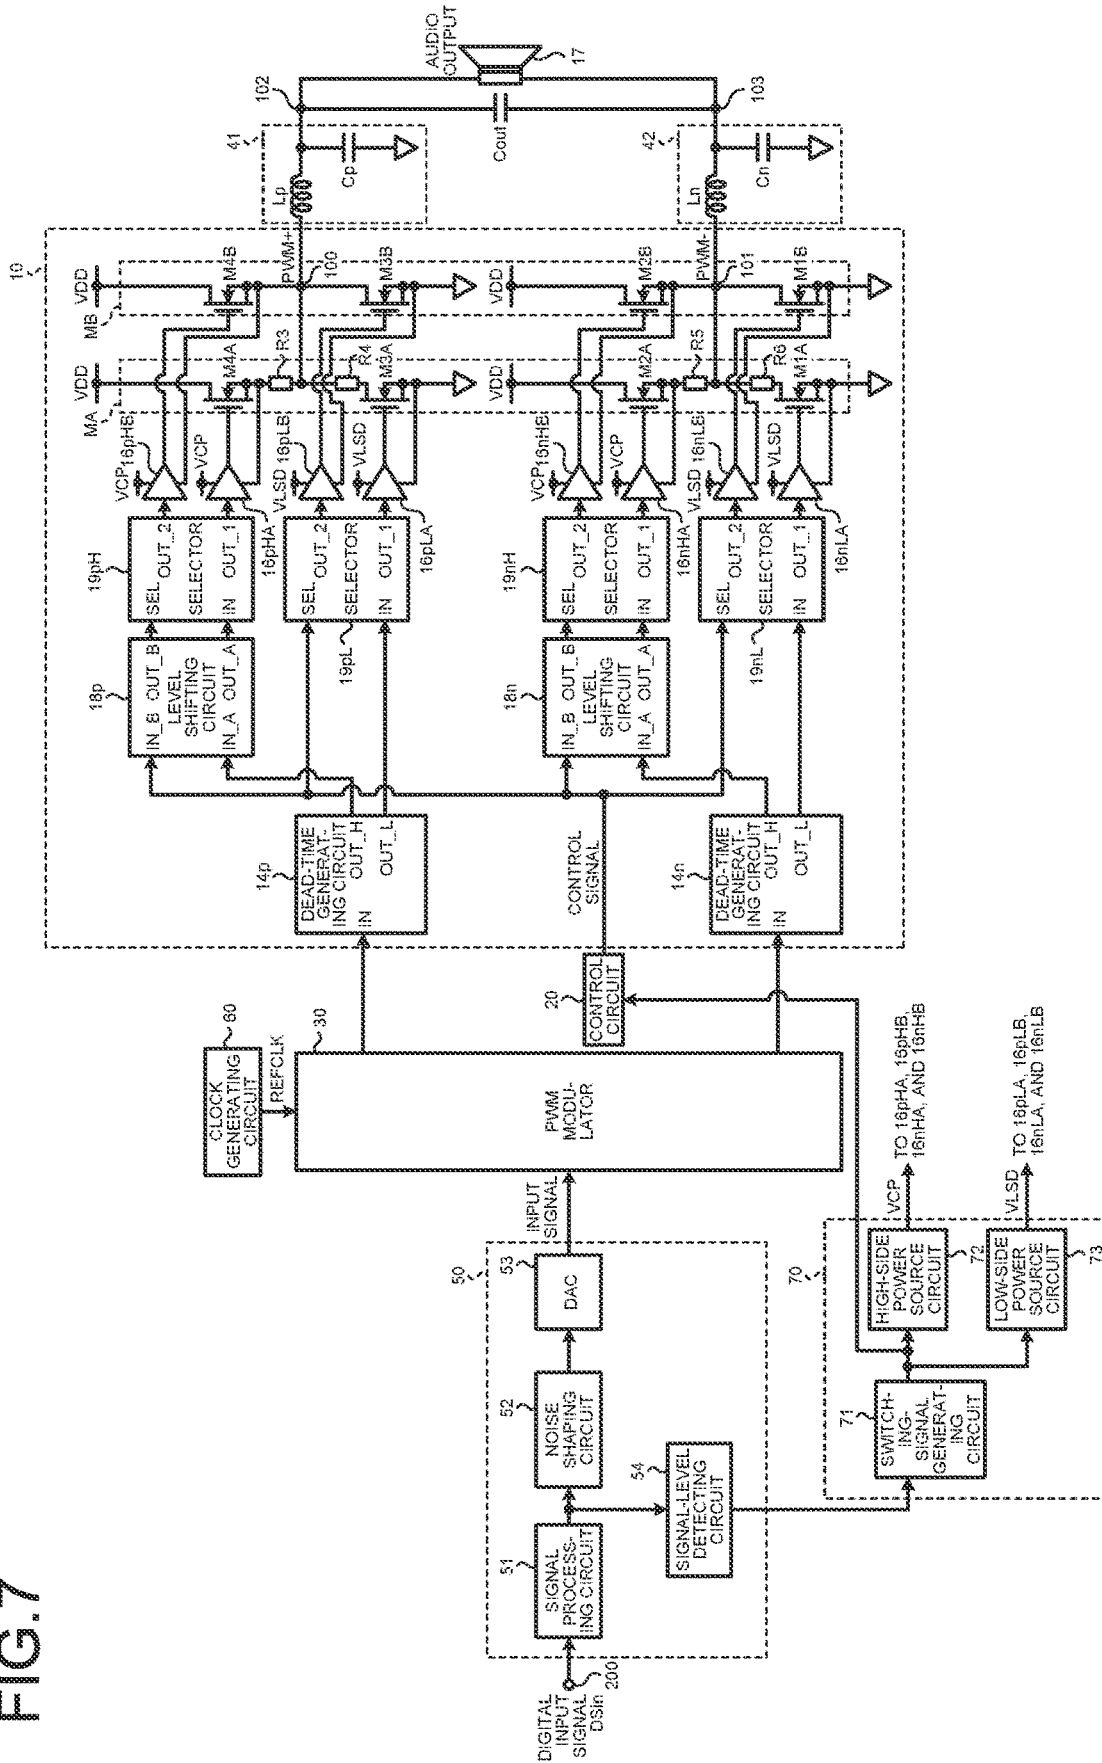 FIG.7
DIGITAL
INPUT
SIGNAL
DSin
200
50
51
SIGNAL
PROCESS-
ING CIRCUIT
52
NOISE
SHAPING
CIRCUIT
53
DAC
54
SIGNAL-LEVEL
DETECTING
CIRCUIT
INPUT
SIGNAL
60
CLOCK
GENERATING
CIRCUIT
REFCLK
30
PWM
MODU-
LATOR
70
71
SWITCH-
ING-
SIGNAL
GENERAT-
ING
CIRCUIT
HIGH-SIDE
POWER
SOURCE
CIRCUIT
72
VCP
TO 16pHA, 16pHB,
16nHA, AND 16nHB
LOW-SIDE
POWER
SOURCE
CIRCUIT
73
VLSD
TO 16pLA, 16pLB,
16nLA, AND 16nLB
20
CONTROL
CIRCUIT
CONTROL
SIGNAL
10
14p
DEAD-TIME
GENERAT-
ING CIRCUIT
IN
OUT_H
OUT_L
14n
DEAD-TIME
GENERAT-
ING CIRCUIT
IN
OUT_H
OUT_L
18p
IN_B OUT_B
LEVEL
SHIFTING
CIRCUIT
IN_A OUT_A
19pH
SEL
OUT_2
SELECTOR
IN OUT_1
19pL
SEL
OUT_2
SELECTOR
IN OUT_1
18n
IN_B OUT_B
LEVEL
SHIFTING
CIRCUIT
IN_A OUT_A
19nH
SEL
OUT_2
SELECTOR
IN OUT_1
19nL
SEL
OUT_2
SELECTOR
IN OUT_1
VCP
16pHB
VCP
16pHA
VLSD
16pLB
VLSD
16pLA
VCP
16nHB
VCP
16nHA
VLSD
16nLB
VLSD
16nLA
MA
MB
VDD
VDD
M4A
M4B
R3
R4
M3A
M3B
PWM+
100
VDD
VDD
M2A
M2B
R5
R6
M1A
M1B
PWM-
101
41
Lp
Cp
42
Ln
Cn
102
103
Cout
AUDIO
OUTPUT
17